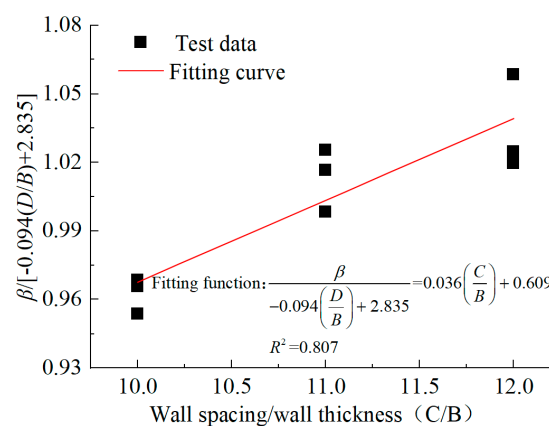 1.08
1.05
1.02
0.99
0.96
0.93
β/[-0.094(D/B)+2.835]
Test data
Fitting curve
Fitting function: β/(−0.094(D/B)+2.835)=0.036(C/B)+0.609
R²=0.807
10.0 10.5 11.0 11.5 12.0
Wall spacing/wall thickness（C/B）